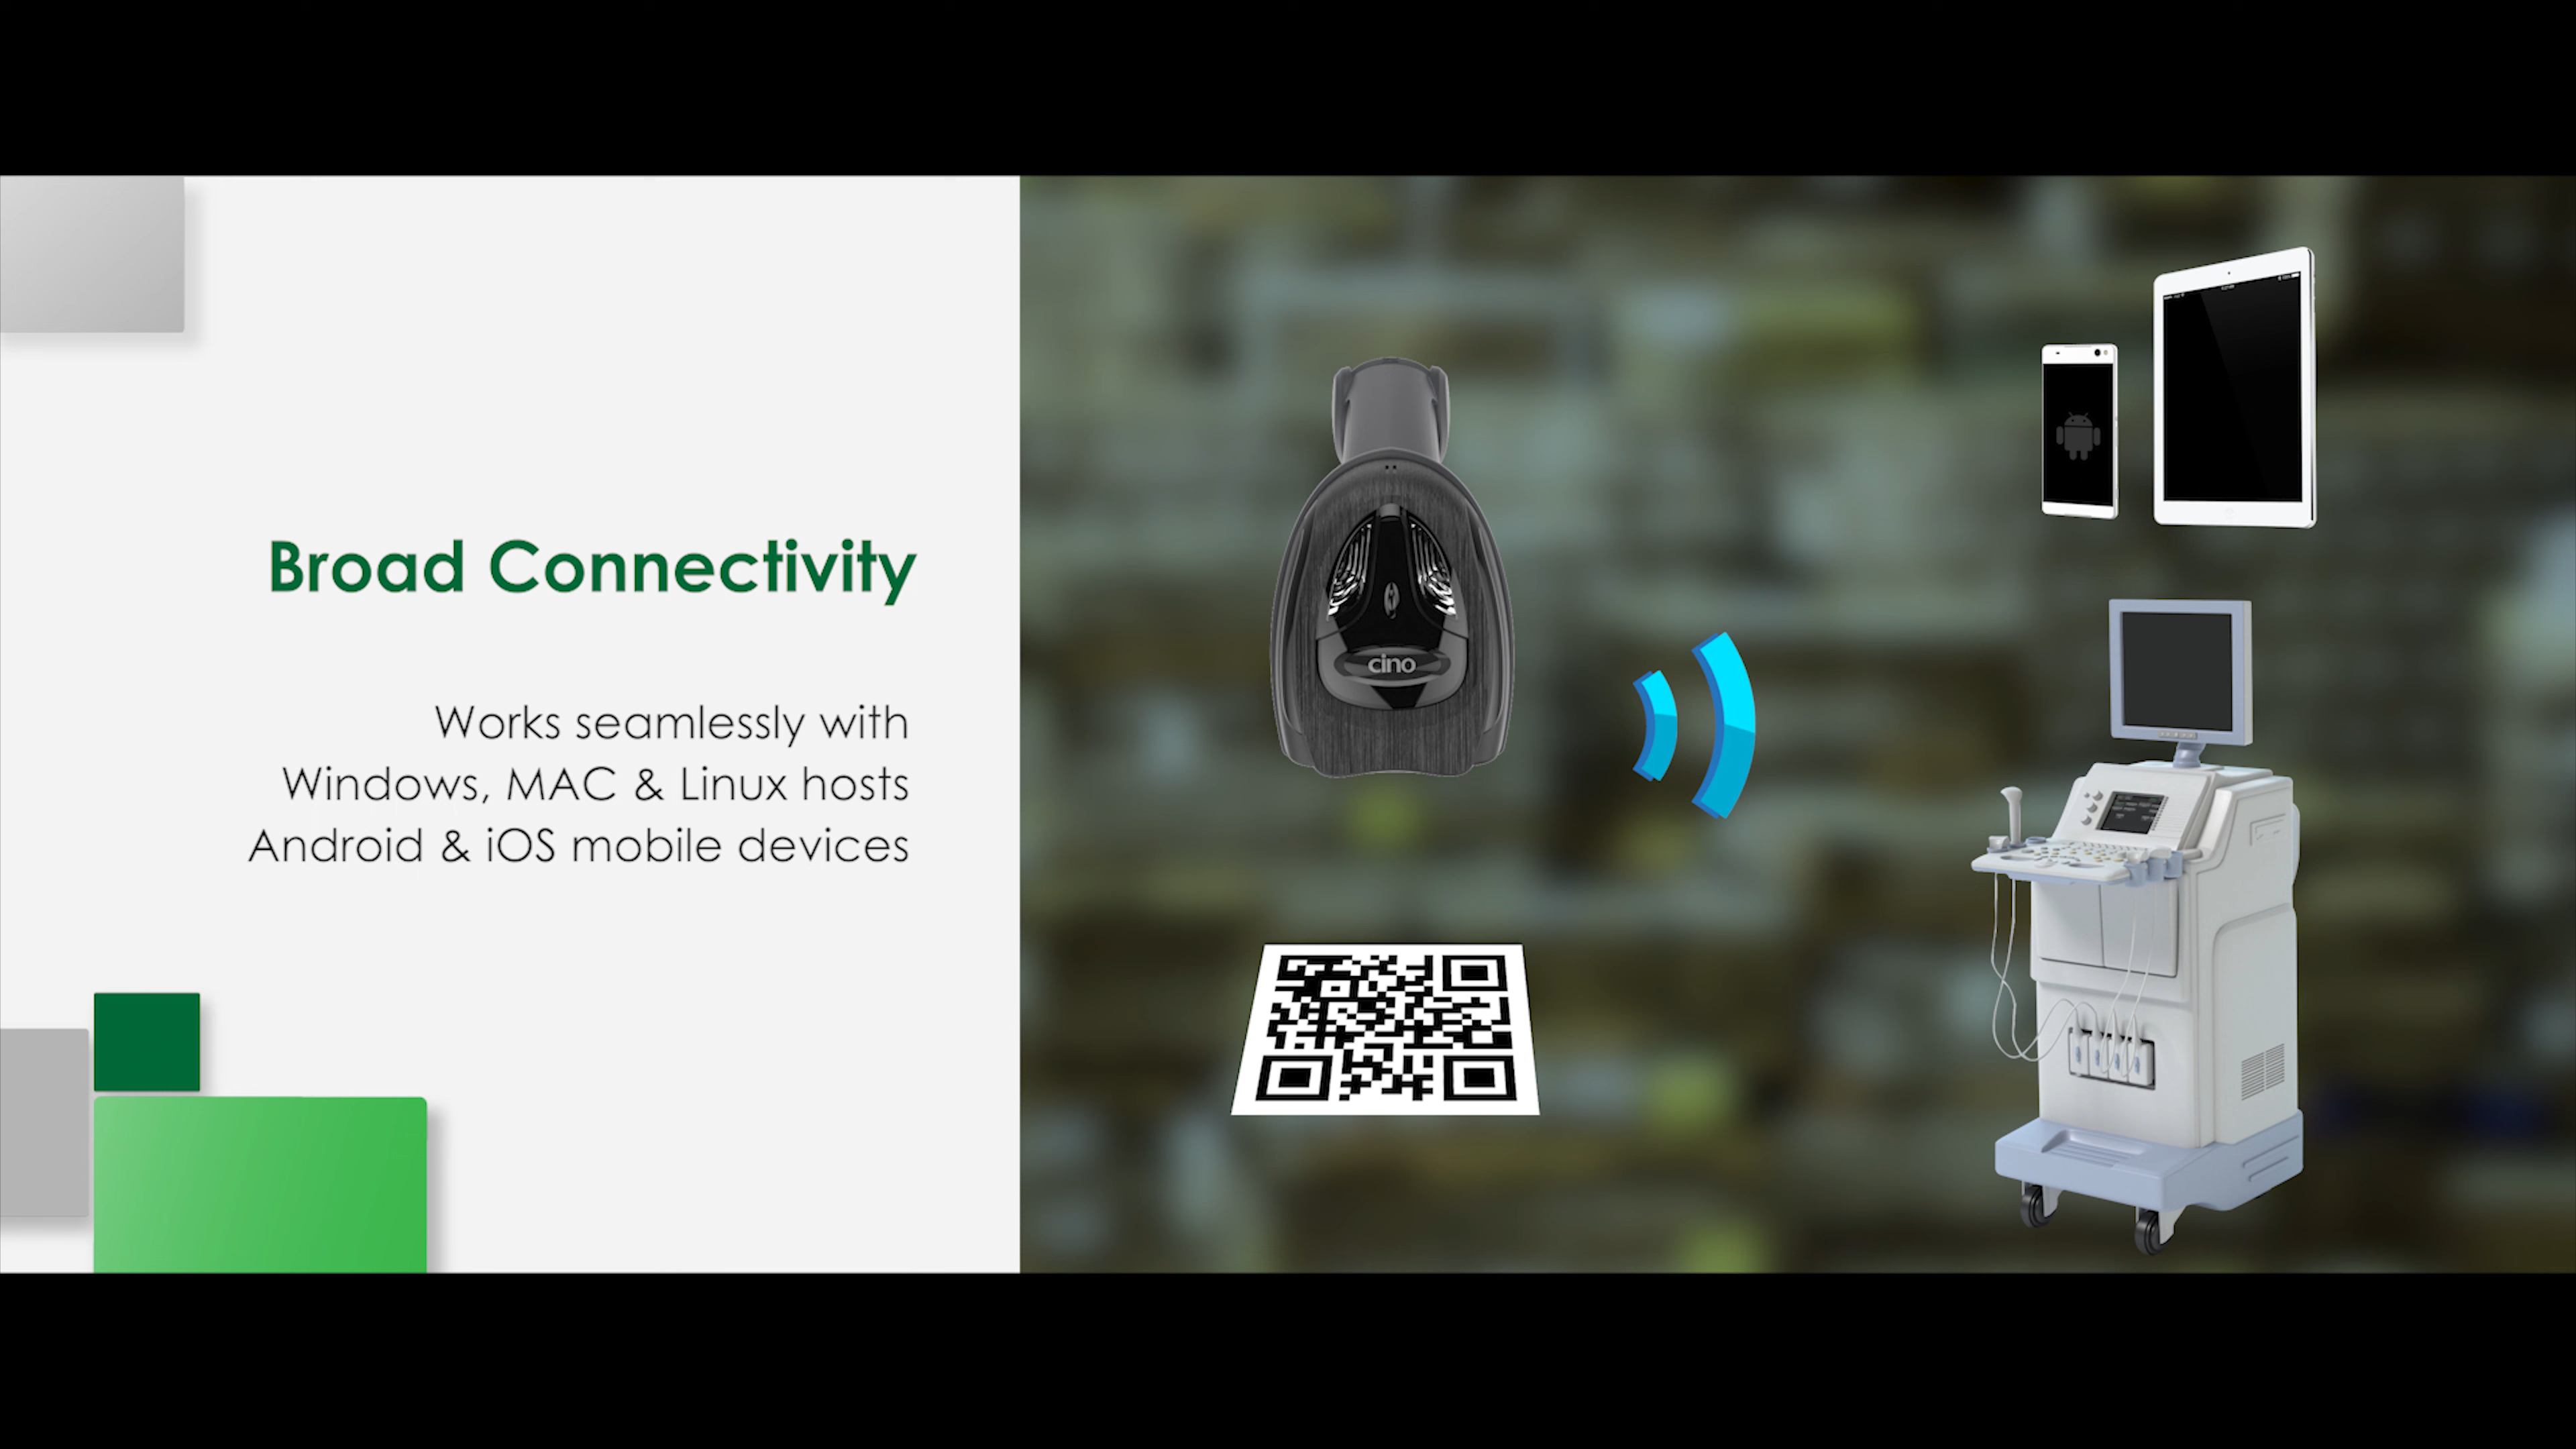 Broad Connectivity
Works seamlessly with
Windows, MAC & Linux hosts
Android & iOS mobile devices
cino